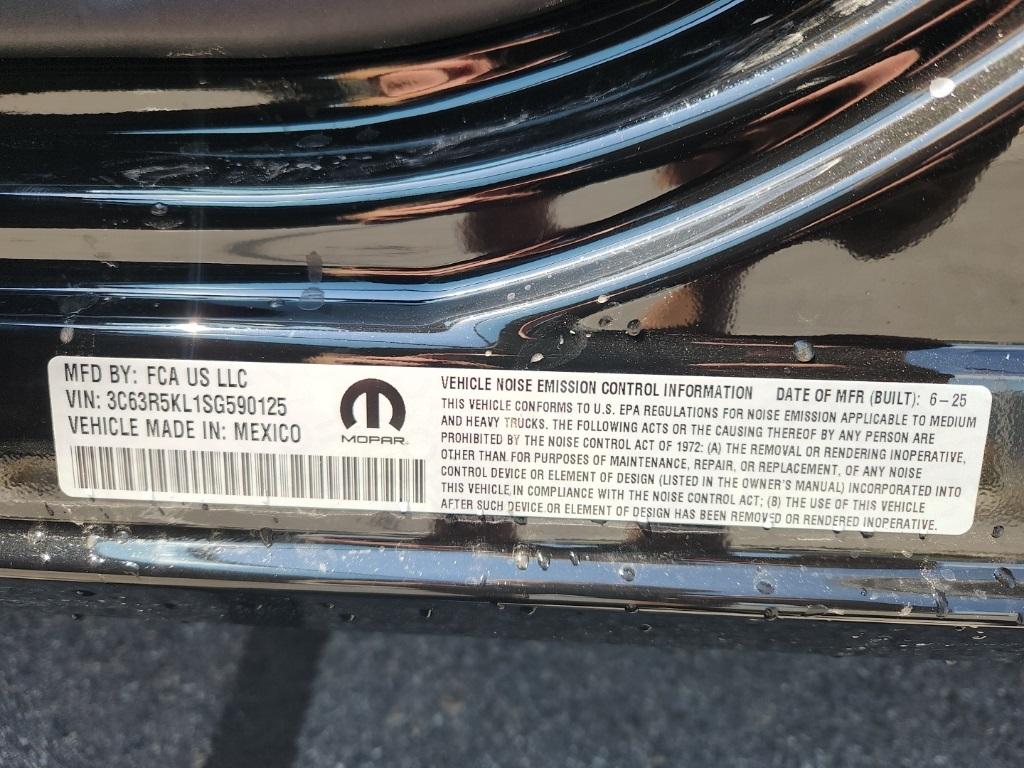 MFD BY: FCA US LLC
VIN: 3C63R5KL1SG590125
VEHICLE MADE IN: MEXICO
MOPAR
VEHICLE NOISE EMISSION CONTROL INFORMATION DATE OF MFR (BUILT): 6-25
THIS VEHICLE CONFORMS TO U.S. EPA REGULATIONS FOR NOISE EMISSION APPLICABLE TO MEDIUM
AND HEAVY TRUCKS. THE FOLLOWING ACTS OR THE CAUSING THEREOF BY ANY PERSON ARE
PROHIBITED BY THE NOISE CONTROL ACT OF 1972: (A) THE REMOVAL OR RENDERING INOPERATIVE,
OTHER THAN FOR PURPOSES OF MAINTENANCE, REPAIR, OR REPLACEMENT, OF ANY NOISE
CONTROL DEVICE OR ELEMENT OF DESIGN (LISTED IN THE OWNER'S MANUAL) INCORPORATED INTO
THIS VEHICLE IN COMPLIANCE WITH THE NOISE CONTROL ACT; (B) THE USE OF THIS VEHICLE
AFTER SUCH DEVICE OR ELEMENT OF DESIGN HAS BEEN REMOVED OR RENDERED INOPERATIVE.